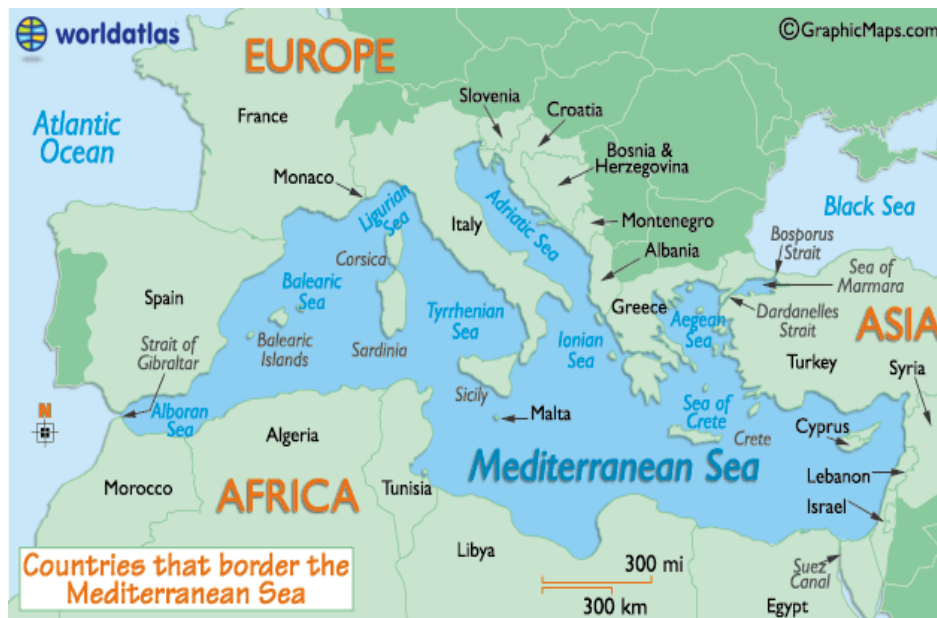 worldatlas
©GraphicMaps.com
EUROPE
Slovenia
Croatia
France
Atlantic
Ocean
Bosnia &
Herzegovina
Monaco
Ligurian
Sea
Adriatic Sea
Black Sea
Montenegro
Italy
Bosporus
Strait
Albania
Corsica
Sea of
Marmara
Balearic
Sea
Spain
Tyrrhenian
Sea
Greece
Aegean
Sea
Dardanelles
Strait
ASIA
Ionian
Sea
Strait of
Gibraltar
Balearic
Islands
Sardinia
Turkey
Syria
Sicily
N
Alboran
Sea
Malta
Sea of
Crete
Cyprus
Algeria
Crete
Mediterranean Sea
Lebanon
Morocco
AFRICA
Tunisia
Israel
Libya
Countries that border the
Mediterranean Sea
300 mi
300 km
Suez
Canal
Egypt